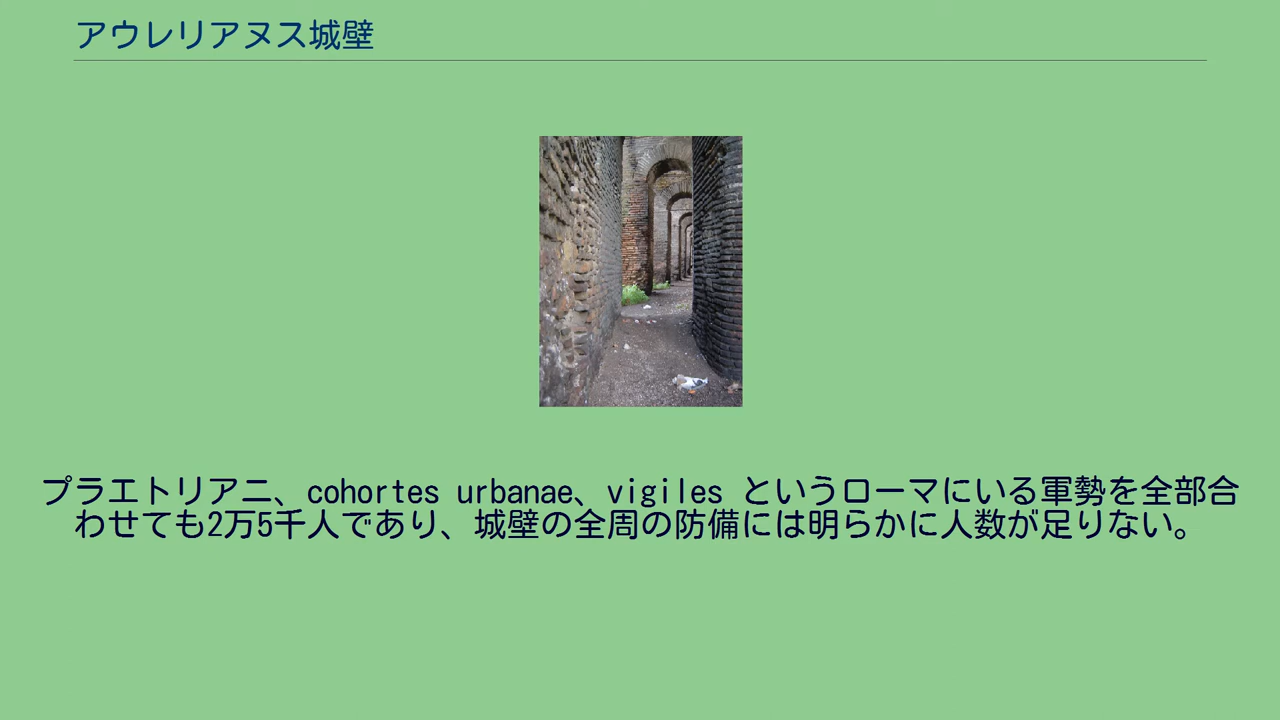 アウレリアヌス城壁
プラエトリアニ、cohortes urbanae、vigiles というローマにいる軍勢を全部合
わせても2万5千人であり、城壁の全周の防備には明らかに人数が足りない。